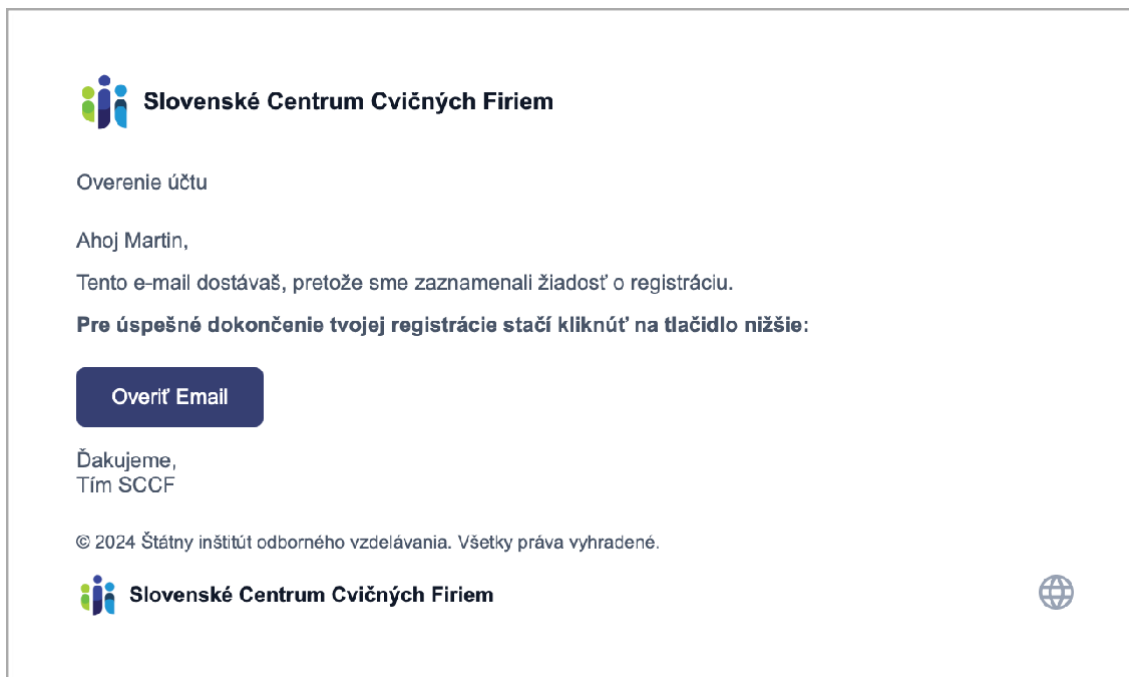 Slovenské Centrum Cvičných Firiem
Overenie účtu
Ahoj Martin,
Tento e-mail dostávaš, pretože sme zaznamenali žiadosť o registráciu.
Pre úspešné dokončenie tvojej registrácie stačí kliknúť na tlačidlo nižšie:
Overiť Email
Ďakujeme,
Tím SCCF
© 2024 Štátny inštitút odborného vzdelávania. Všetky práva vyhradené.
Slovenské Centrum Cvičných Firiem